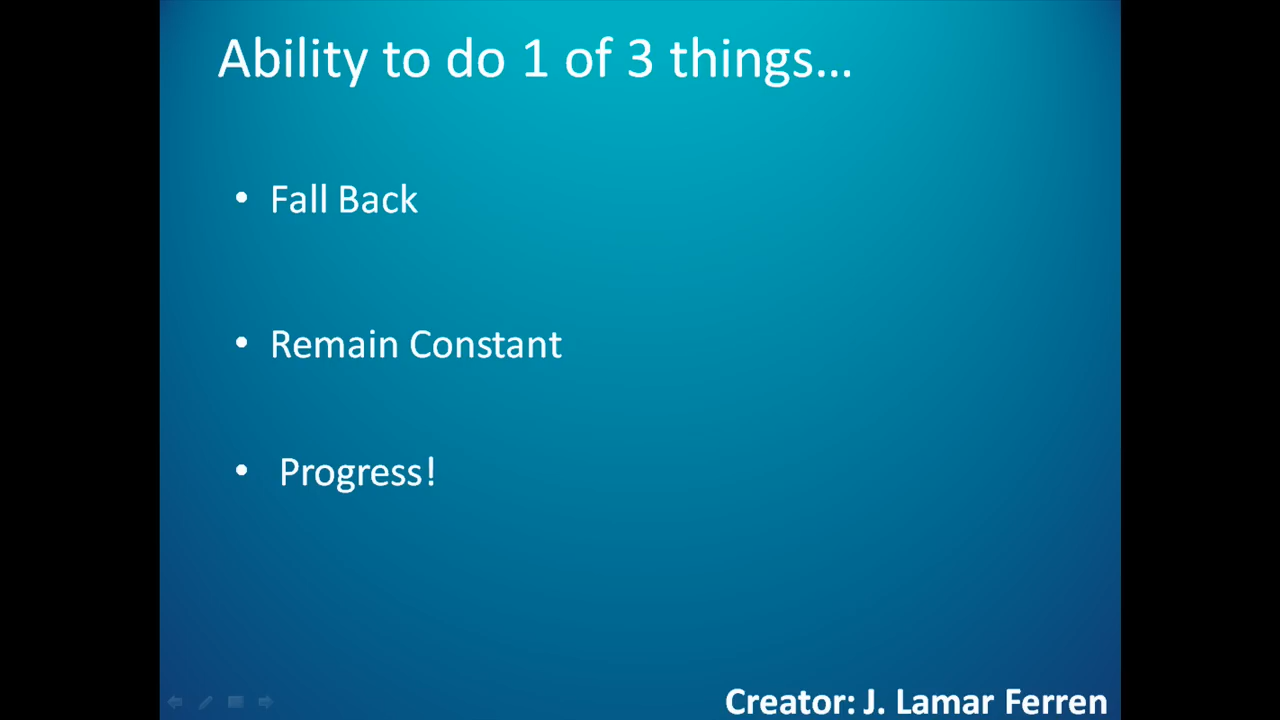 Ability to do 1 of 3 things...
• Fall Back
• Remain Constant
• Progress!
Creator: J. Lamar Ferren